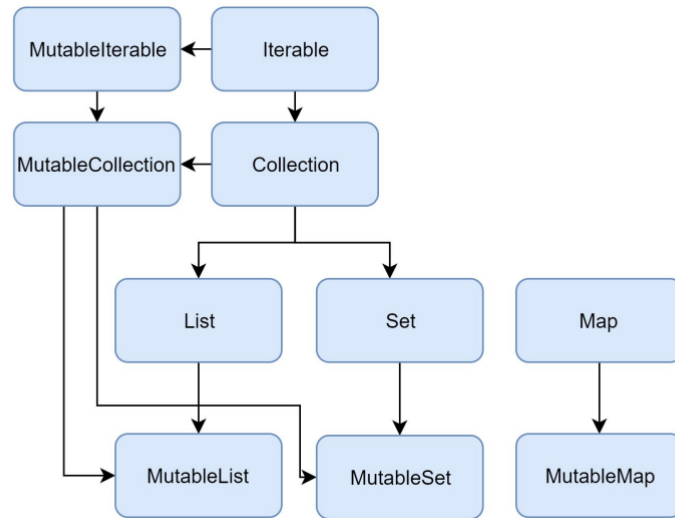 MutableIterable
Iterable
MutableCollection
Collection
List
Set
Map
MutableList
MutableSet
MutableMap